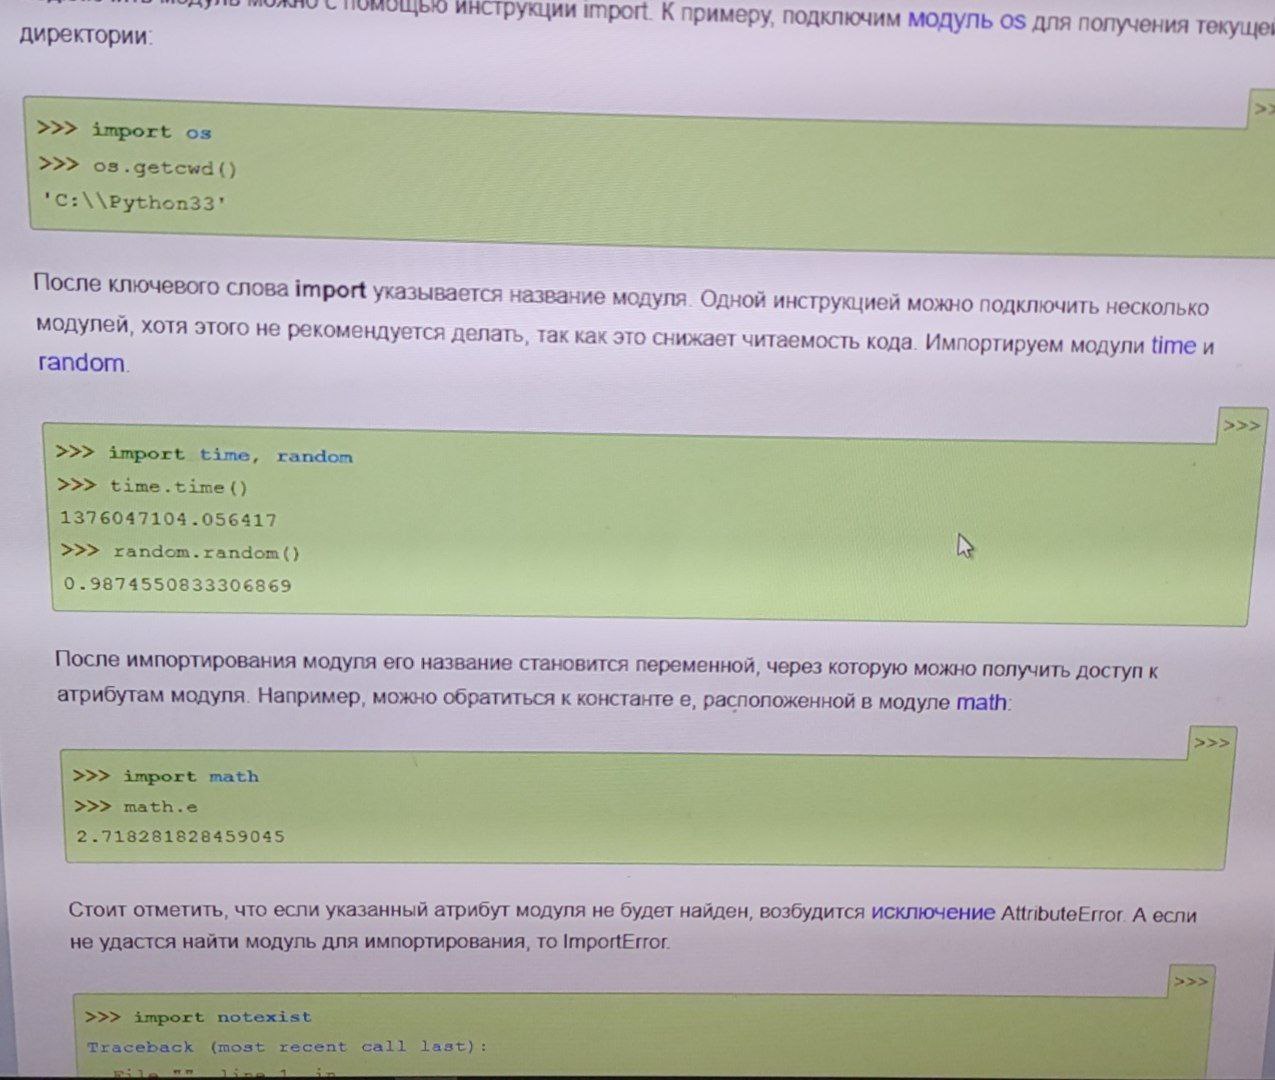 модуль можно с помощью инструкции import. К примеру, подключим модуль os для получения текущей
директории:
>>>
>>> import os
>>> os.getcwd()
'C:\\Python33'
После ключевого слова import указывается название модуля. Одной инструкцией можно подключить несколько
модулей, хотя этого не рекомендуется делать, так как это снижает читаемость кода. Импортируем модули time и
random.
>>>
>>> import time, random
>>> time.time()
1376047104.056417
>>> random.random()
0.9874550833306869
После импортирования модуля его название становится переменной, через которую можно получить доступ к
атрибутам модуля. Например, можно обратиться к константе e, расположенной в модуле math:
>>>
>>> import math
>>> math.e
2.718281828459045
Стоит отметить, что если указанный атрибут модуля не будет найден, возбудится исключение AttributeError. А если
не удастся найти модуль для импортирования, то ImportError.
>>>
>>> import notexist
Traceback (most recent call last):
File "", line 1, in